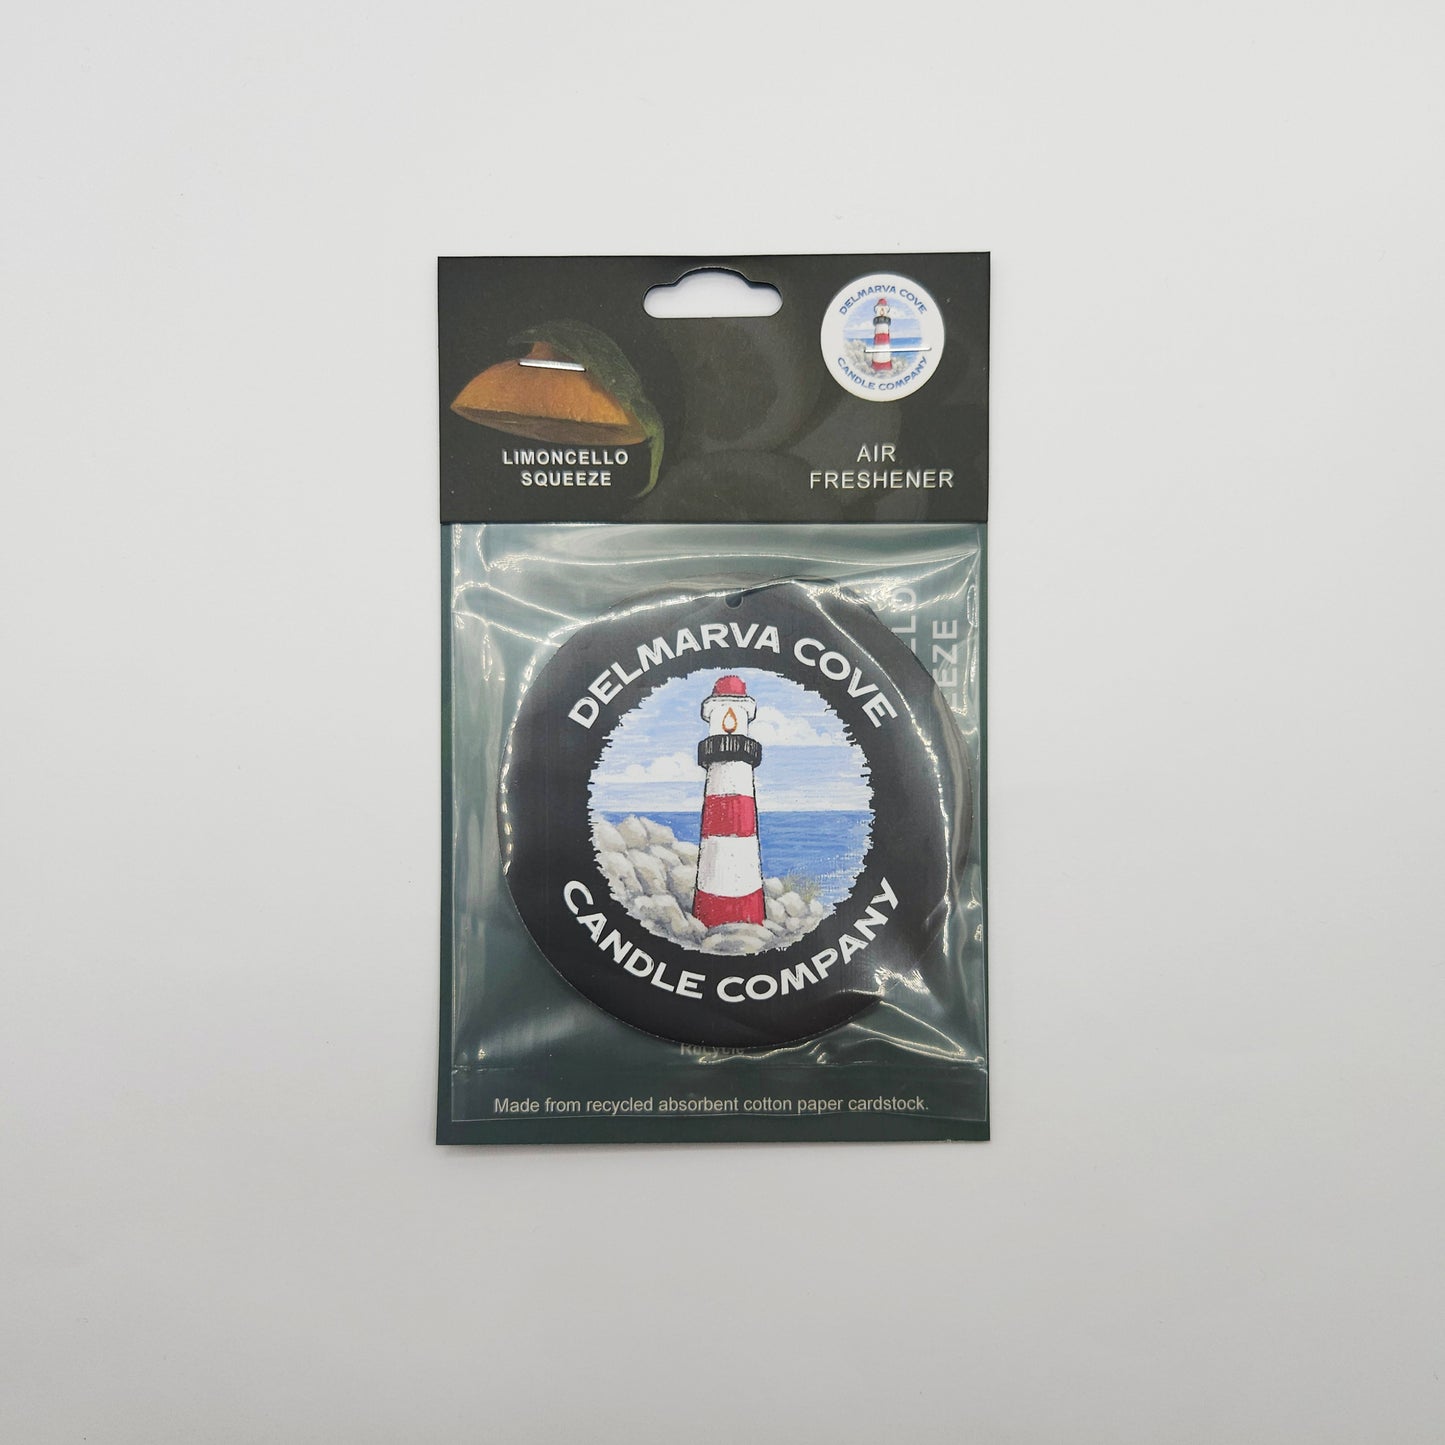 DELMARVA COVE
CANDLE COMPANY
LIMONCELLO
SQUEEZE
AIR
FRESHENER
DELMARVA COVE
CANDLE COMPANY
Recycle
Made from recycled absorbent cotton paper cardstock.